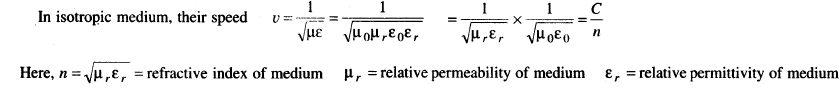 In isotropic medium, their speed υ = 1/√με = 1/√μ₀μᵣε₀εᵣ = 1/√μᵣεᵣ × 1/√μ₀ε₀ = C/n
Here, n = √μᵣεᵣ = refractive index of medium μᵣ = relative permeability of medium εᵣ = relative permittivity of medium